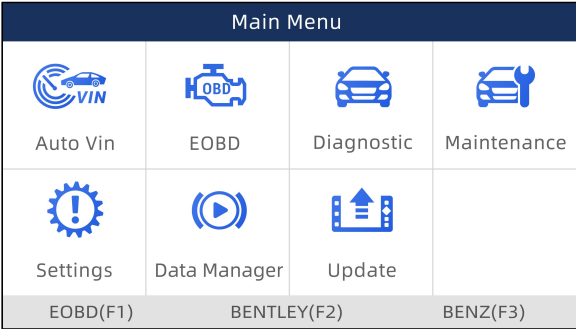 Main Menu
VIN
OBD
Auto Vin
EOBD
Diagnostic
Maintenance
Settings
Data Manager
Update
EOBD(F1)
BENTLEY(F2)
BENZ(F3)